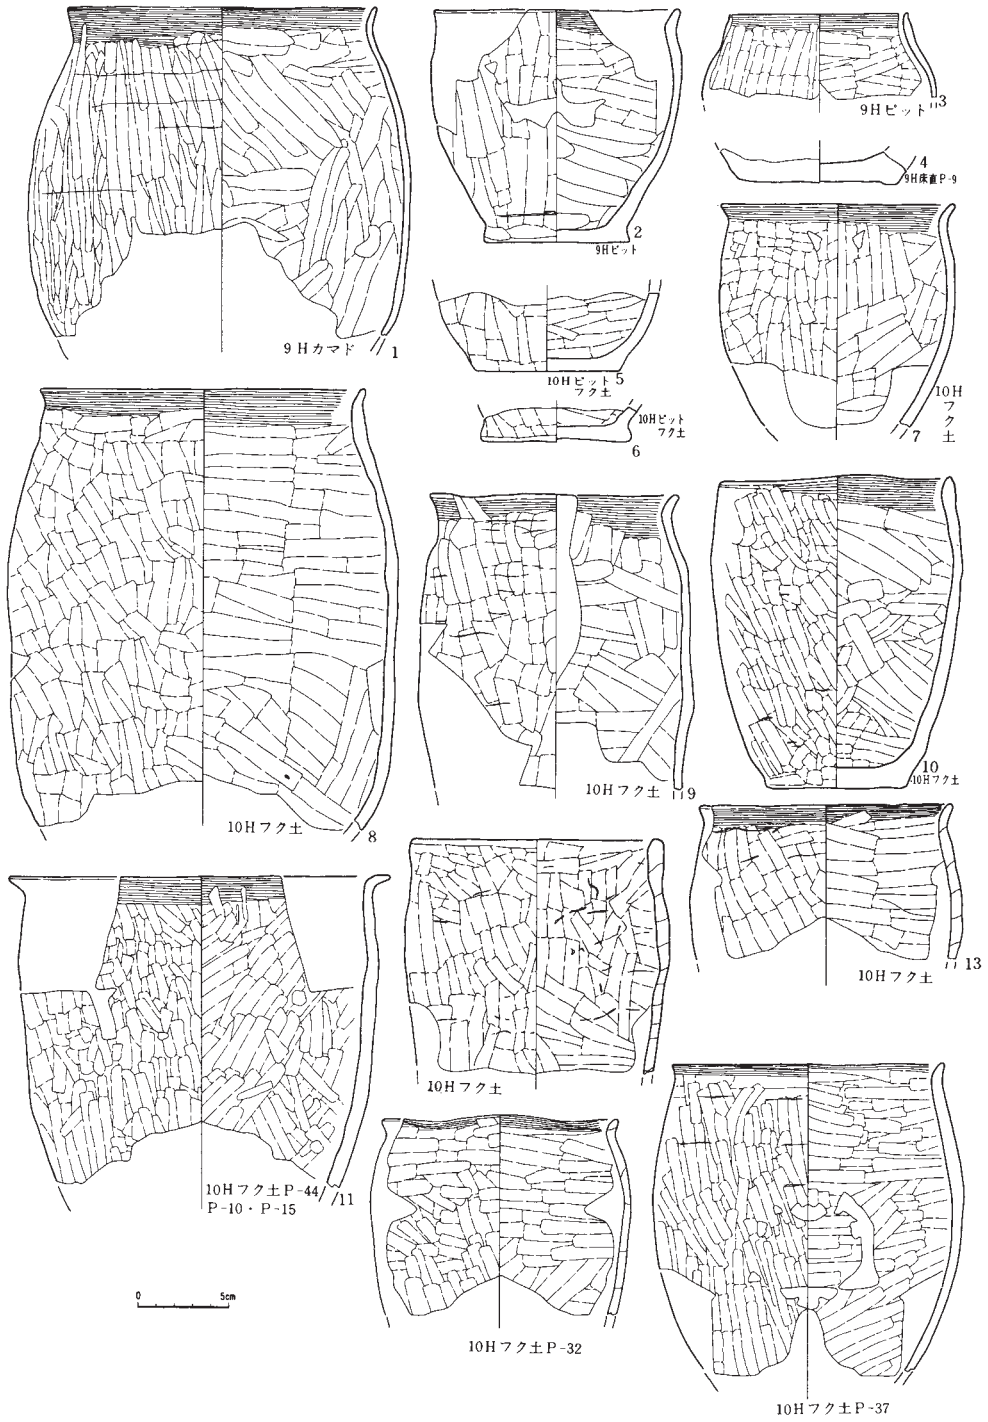 9Hカマド 1
2
9Hピット
3
9Hピット
4
9H床直P-9
10Hピット 5
フク土
10Hピット
フク土
6
10H
フ
ク
土
7
10Hフク土 8
10Hフク土 9
10
10Hフク土
10Hフク土P-44 11
P-10・P-15
10Hフク土
13
10Hフク土
0 5cm
10Hフク土P-32
10Hフク土P-37